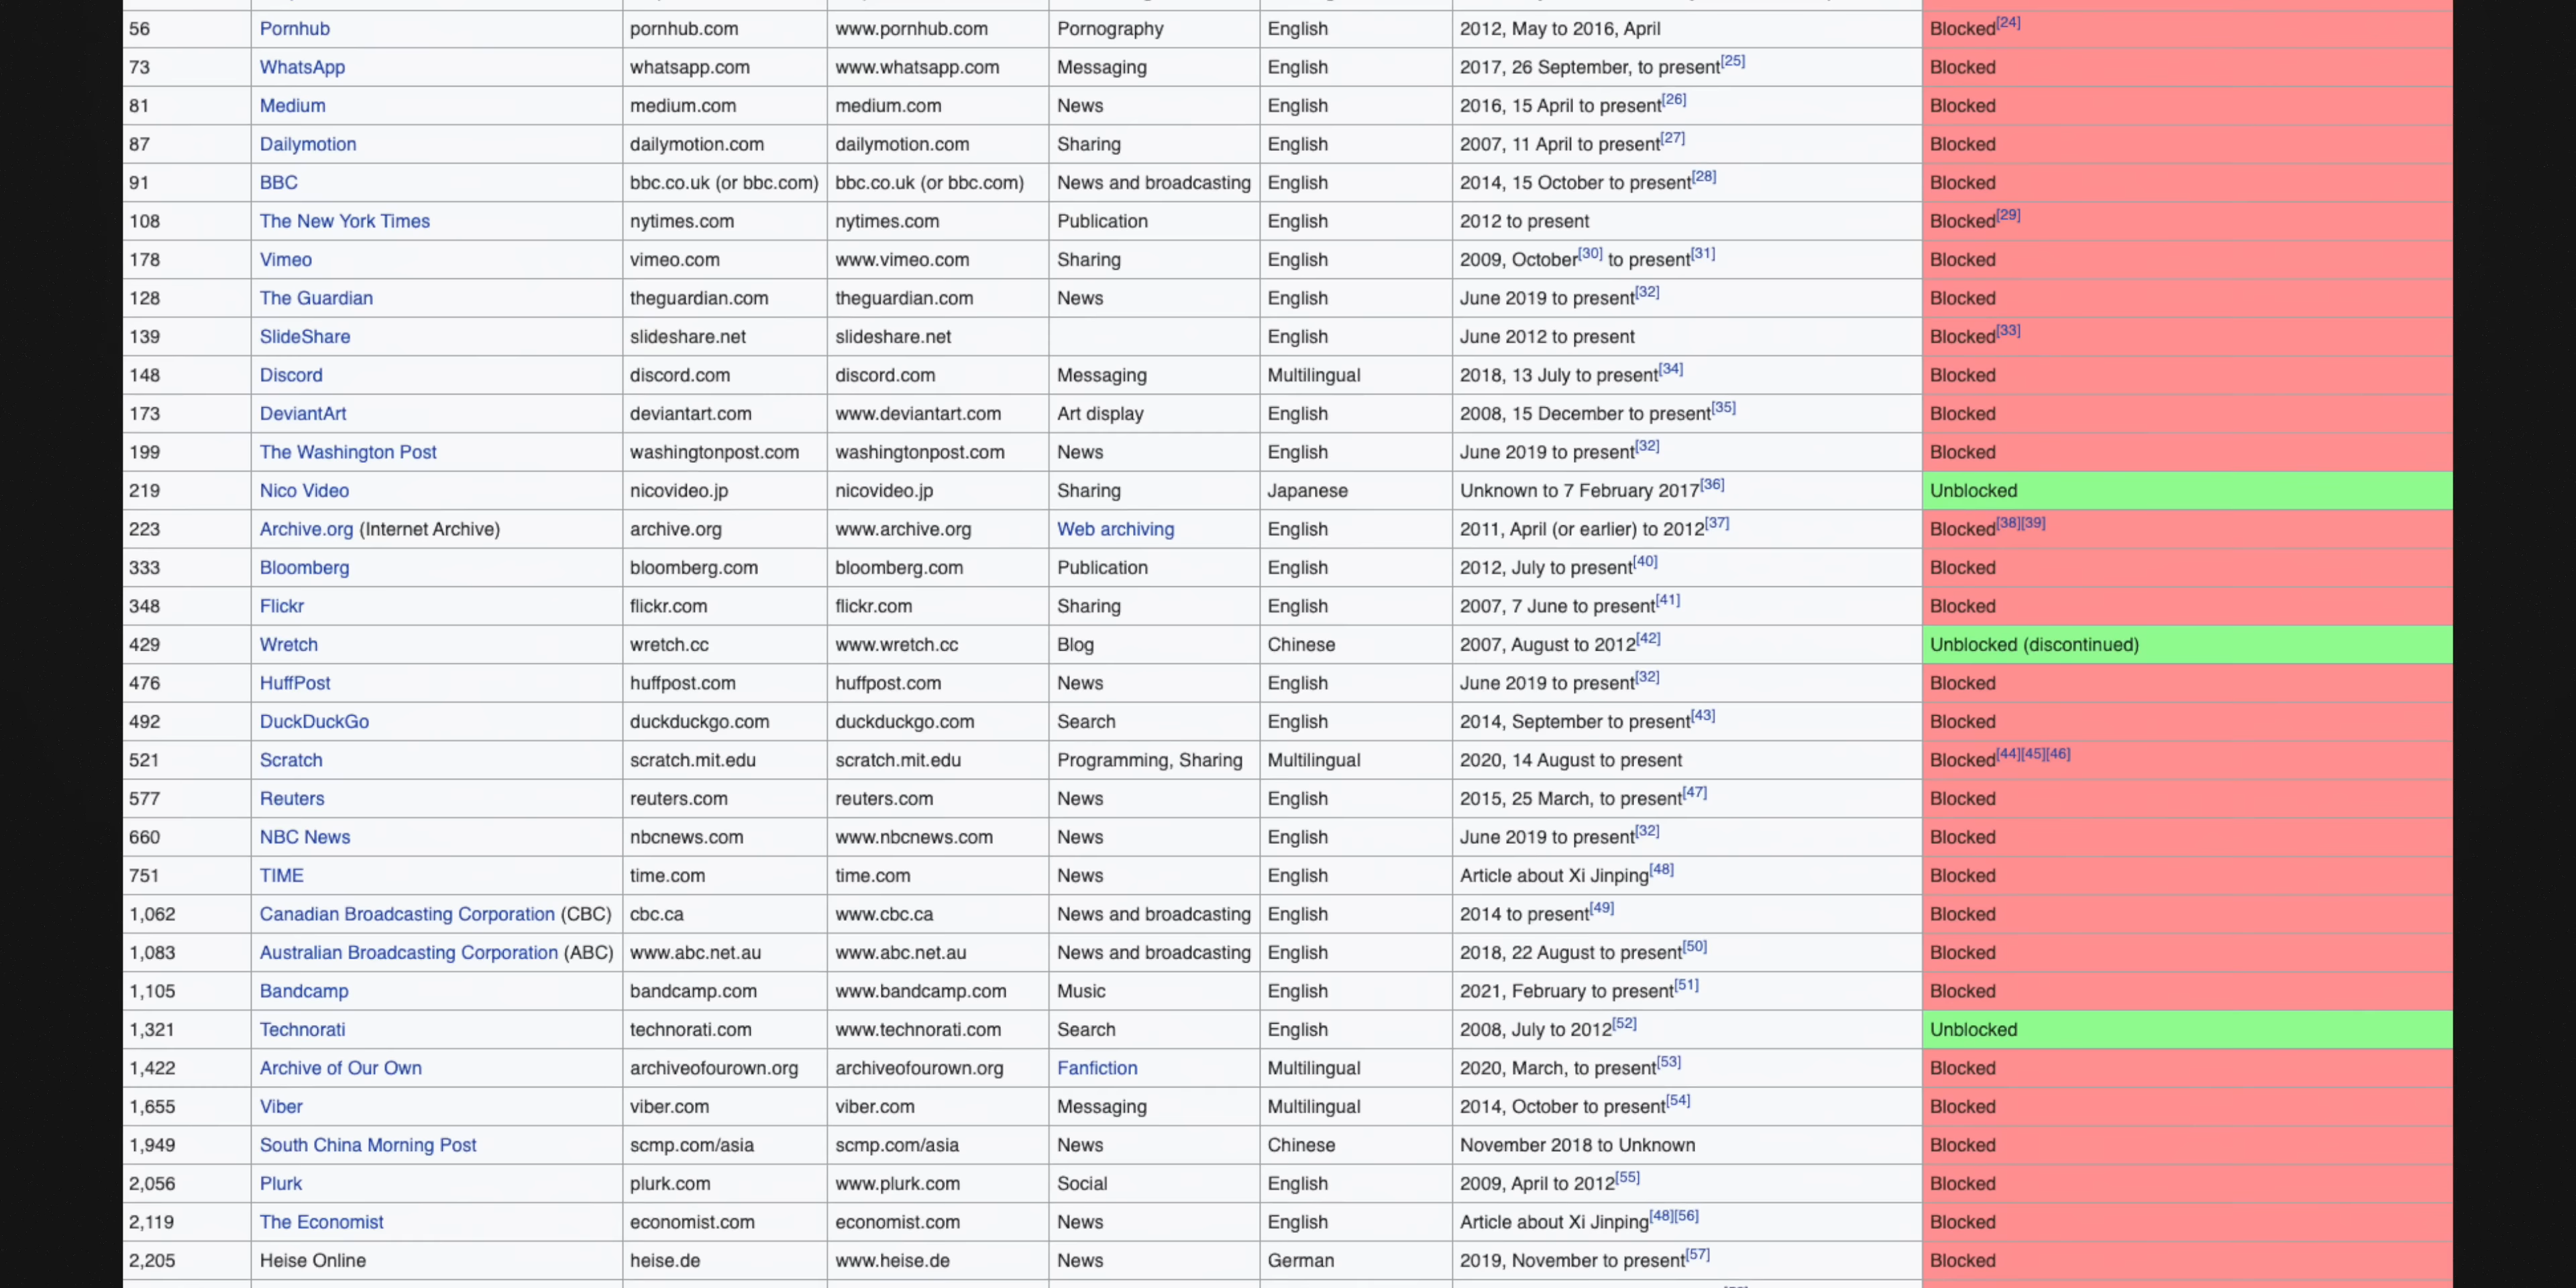 56 Pornhub pornhub.com www.pornhub.com Pornography English 2012, May to 2016, April Blocked[24]
73 WhatsApp whatsapp.com www.whatsapp.com Messaging English 2017, 26 September, to present[25] Blocked
81 Medium medium.com medium.com News English 2016, 15 April to present[26] Blocked
87 Dailymotion dailymotion.com dailymotion.com Sharing English 2007, 11 April to present[27] Blocked
91 BBC bbc.co.uk (or bbc.com) bbc.co.uk (or bbc.com) News and broadcasting English 2014, 15 October to present[28] Blocked
108 The New York Times nytimes.com nytimes.com Publication English 2012 to present Blocked[29]
178 Vimeo vimeo.com www.vimeo.com Sharing English 2009, October[30] to present[31] Blocked
128 The Guardian theguardian.com theguardian.com News English June 2019 to present[32] Blocked
139 SlideShare slideshare.net slideshare.net English June 2012 to present Blocked[33]
148 Discord discord.com discord.com Messaging Multilingual 2018, 13 July to present[34] Blocked
173 DeviantArt deviantart.com www.deviantart.com Art display English 2008, 15 December to present[35] Blocked
199 The Washington Post washingtonpost.com washingtonpost.com News English June 2019 to present[32] Blocked
219 Nico Video nicovideo.jp nicovideo.jp Sharing Japanese Unknown to 7 February 2017[36] Unblocked
223 Archive.org (Internet Archive) archive.org www.archive.org Web archiving English 2011, April (or earlier) to 2012[37] Blocked[38][39]
333 Bloomberg bloomberg.com bloomberg.com Publication English 2012, July to present[40] Blocked
348 Flickr flickr.com flickr.com Sharing English 2007, 7 June to present[41] Blocked
429 Wretch wretch.cc www.wretch.cc Blog Chinese 2007, August to 2012[42] Unblocked (discontinued)
476 HuffPost huffpost.com huffpost.com News English June 2019 to present[32] Blocked
492 DuckDuckGo duckduckgo.com duckduckgo.com Search English 2014, September to present[43] Blocked
521 Scratch scratch.mit.edu scratch.mit.edu Programming, Sharing Multilingual 2020, 14 August to present Blocked[44][45][46]
577 Reuters reuters.com reuters.com News English 2015, 25 March, to present[47] Blocked
660 NBC News nbcnews.com www.nbcnews.com News English June 2019 to present[32] Blocked
751 TIME time.com time.com News English Article about Xi Jinping[48] Blocked
1,062 Canadian Broadcasting Corporation (CBC) cbc.ca www.cbc.ca News and broadcasting English 2014 to present[49] Blocked
1,083 Australian Broadcasting Corporation (ABC) www.abc.net.au www.abc.net.au News and broadcasting English 2018, 22 August to present[50] Blocked
1,105 Bandcamp bandcamp.com www.bandcamp.com Music English 2021, February to present[51] Blocked
1,321 Technorati technorati.com www.technorati.com Search English 2008, July to 2012[52] Unblocked
1,422 Archive of Our Own archiveofourown.org archiveofourown.org Fanfiction Multilingual 2020, March, to present[53] Blocked
1,655 Viber viber.com viber.com Messaging Multilingual 2014, October to present[54] Blocked
1,949 South China Morning Post scmp.com/asia scmp.com/asia News Chinese November 2018 to Unknown Blocked
2,056 Plurk plurk.com www.plurk.com Social English 2009, April to 2012[55] Blocked
2,119 The Economist economist.com economist.com News English Article about Xi Jinping[48][56] Blocked
2,205 Heise Online heise.de www.heise.de News German 2019, November to present[57] Blocked